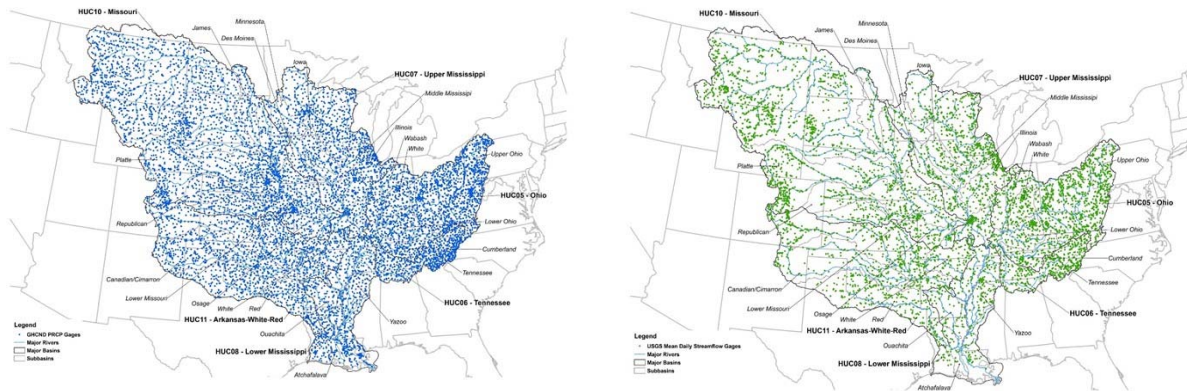 HUC10 - Missouri
Minnesota
James
Des Moines
Iowa
HUC07 - Upper Mississippi
Middle Mississipi
Illinois
Wabash
White
Upper Ohio
Platte
HUC05 - Ohio
Lower Ohio
Republican
Cumberland
Tennessee
Canadian/Cimarron
Lower Missouri
Osage
White
Red
HUC06 - Tennessee
HUC11 - Arkansas-White-Red
Ouachita
Yazoo
HUC08 - Lower Mississippi
Atchafalaya
Legend
GHCND PRCP Gages
Major Rivers
Major Basins
Subbasins
HUC10 - Missouri
Minnesota
James
Des Moines
Iowa
HUC07 - Upper Mississippi
Middle Mississipi
Illinois
Wabash
White
Upper Ohio
Platte
HUC05 - Ohio
Republican
Lower Ohio
Cumberland
Canadian/Cimarron
Tennessee
Lower Missouri
Osage
White
Red
HUC06 - Tennessee
HUC11 - Arkansas-White-Red
Yazoo
Ouachita
HUC08 - Lower Mississippi
Atchafalaya
Legend
USGS Mean Daily Streamflow Gages
Major Rivers
Major Basins
Subbasins